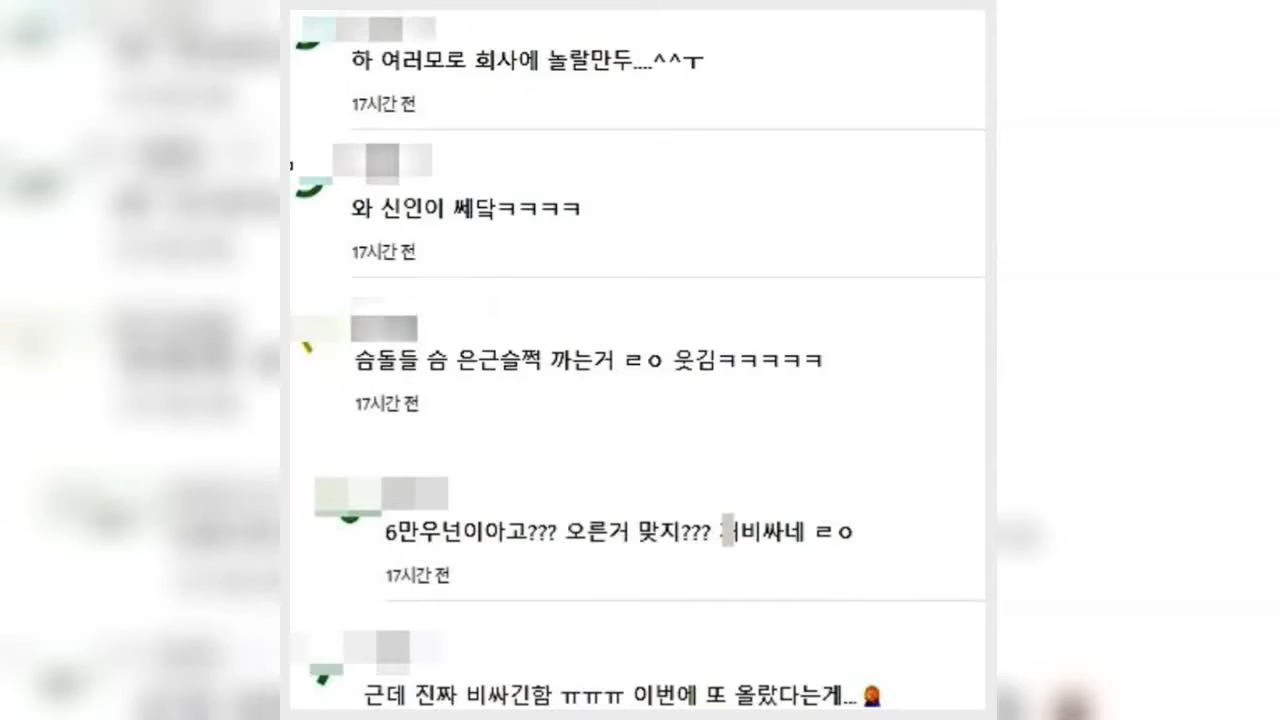 하 여러모로 회사에 놀랄만두....^^ㅜ
17시간 전
와 신인이 쎄닼ㅋㅋㅋㅋ
17시간 전
슴돌들 슴 은근슬쩍 까는거 ㄹㅇ 웃김ㅋㅋㅋㅋㅋ
17시간 전
6만우넌이아고??? 오른거 맞지??? 비싸네 ㄹㅇ
17시간 전
근데 진짜 비싸긴함 ㅠㅠㅠ 이번에 또 올랐다는게...🤦